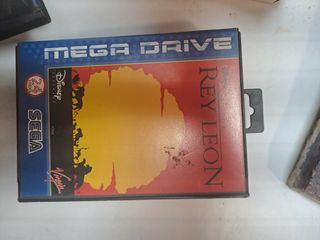 MEGA DRIVE
REY LEON
Disney
Virgin
SEGA